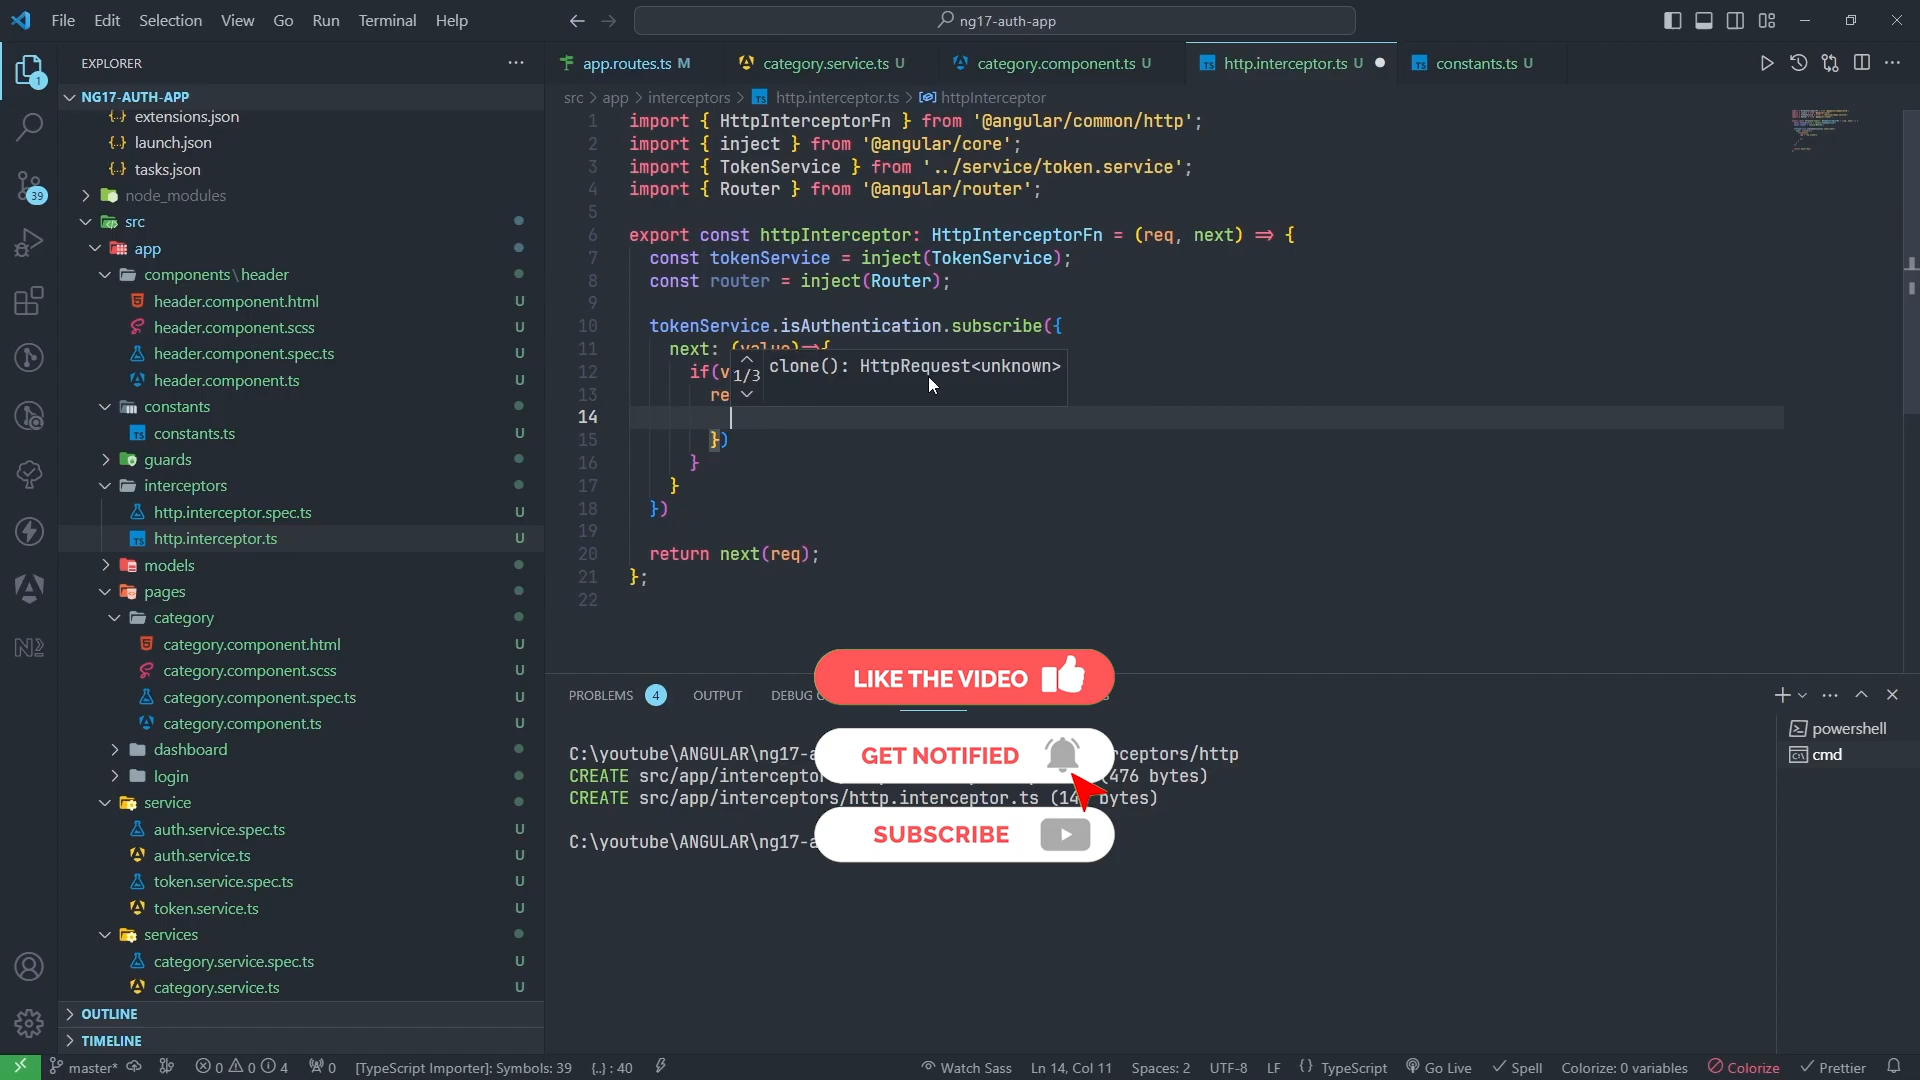 File Edit Selection View Go Run Terminal Help
ng17-auth-app
EXPLORER
NG17-AUTH-APP
extensions.json
launch.json
tasks.json
node_modules
src
app
components\header
header.component.html U
header.component.scss U
header.component.spec.ts U
header.component.ts U
constants
constants.ts U
guards
interceptors
http.interceptor.spec.ts U
http.interceptor.ts U
models
pages
category
category.component.html U
category.component.scss U
category.component.spec.ts U
category.component.ts U
dashboard
login
service
auth.service.spec.ts U
auth.service.ts U
token.service.spec.ts U
token.service.ts U
services
category.service.spec.ts U
category.service.ts U
OUTLINE
TIMELINE
1
39
app.routes.ts M category.service.ts U category.component.ts U http.interceptor.ts U constants.ts U
src > app > interceptors > TS http.interceptor.ts > httpInterceptor
1 import { HttpInterceptorFn } from '@angular/common/http';
2 import { inject } from '@angular/core';
3 import { TokenService } from '../service/token.service';
4 import { Router } from '@angular/router';
5
6 export const httpInterceptor: HttpInterceptorFn = (req, next) => {
7 const tokenService = inject(TokenService);
8 const router = inject(Router);
9
10 tokenService.isAuthentication.subscribe({
11 next: (value)=>{
12 if(v
13 re
14
15 })
16 }
17 }
18 })
19
20 return next(req);
21 };
22
1/3 clone(): HttpRequest<unknown>
PROBLEMS 4 OUTPUT DEBUG
C:\youtube\ANGULAR\ng17-a ceptors/http
CREATE src/app/interceptor (476 bytes)
CREATE src/app/interceptors/http.interceptor.ts (14 bytes)
C:\youtube\ANGULAR\ng17-a
powershell
cmd
LIKE THE VIDEO
GET NOTIFIED
SUBSCRIBE
master* 0 0 4 0 [TypeScript Importer]: Symbols: 39 {..} : 40 Watch Sass Ln 14, Col 11 Spaces: 2 UTF-8 LF {} TypeScript Go Live Spell Colorize: 0 variables Colorize Prettier